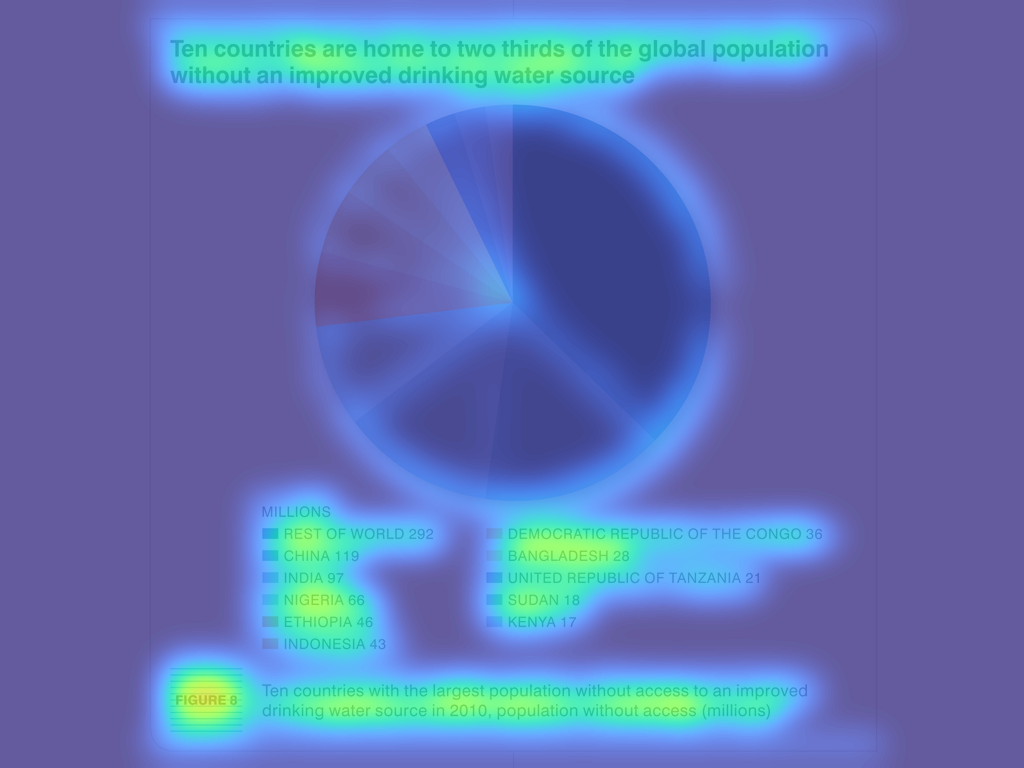 Ten countries are home to two thirds of the global population
without an improved drinking water source
MILLIONS
REST OF WORLD 292
CHINA 119
INDIA 97
NIGERIA 66
ETHIOPIA 46
INDONESIA 43
DEMOCRATIC REPUBLIC OF THE CONGO 36
BANGLADESH 28
UNITED REPUBLIC OF TANZANIA 21
SUDAN 18
KENYA 17
FIGURE 8
Ten countries with the largest population without access to an improved
drinking water source in 2010, population without access (millions)